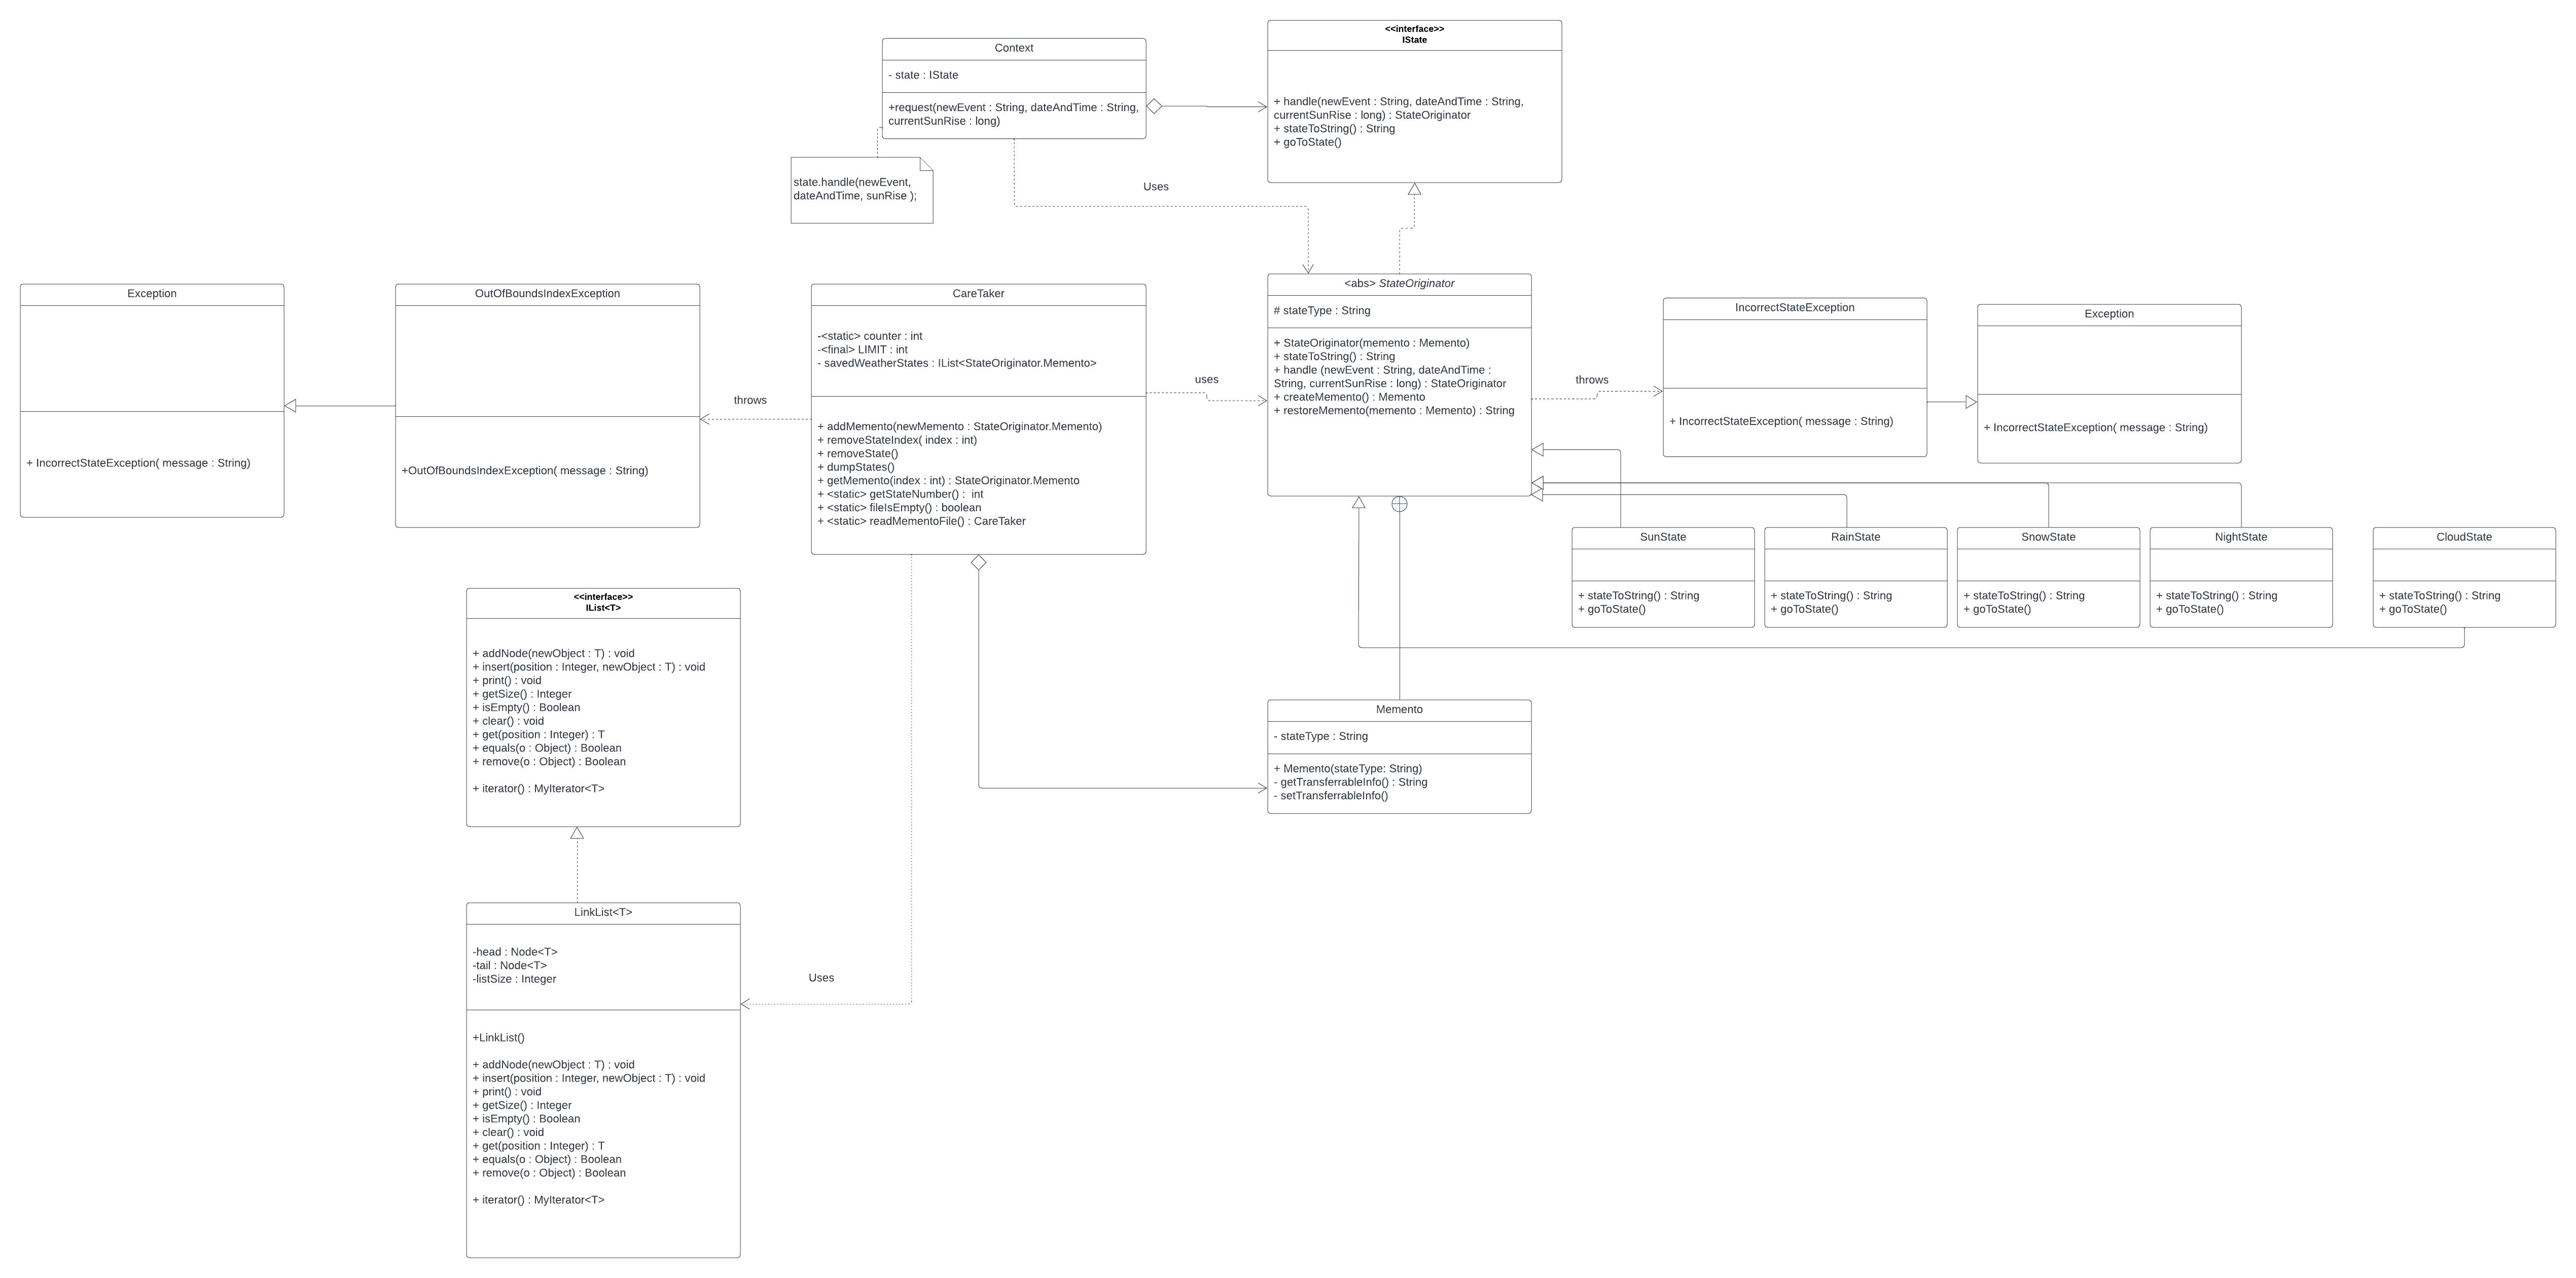 Context
- state : IState
+request(newEvent : String, dateAndTime : String,
currentSunRise : long)
<<interface>>
IState
+ handle(newEvent : String, dateAndTime : String,
currentSunRise : long) : StateOriginator
+ stateToString() : String
+ goToState()
state.handle(newEvent,
dateAndTime, sunRise );
Uses
Exception
+ IncorrectStateException( message : String)
OutOfBoundsIndexException
+OutOfBoundsIndexException( message : String)
throws
CareTaker
-<static> counter : int
-<final> LIMIT : int
- savedWeatherStates : IList<StateOriginator.Memento>
+ addMemento(newMemento : StateOriginator.Memento)
+ removeStateIndex( index : int)
+ removeState()
+ dumpStates()
+ getMemento(index : int) : StateOriginator.Memento
+ <static> getStateNumber() :  int
+ <static> fileIsEmpty() : boolean
+ <static> readMementoFile() : CareTaker
uses
<abs> StateOriginator
# stateType : String
+ StateOriginator(memento : Memento)
+ stateToString() : String
+ handle (newEvent : String, dateAndTime :
String, currentSunRise : long) : StateOriginator
+ createMemento() : Memento
+ restoreMemento(memento : Memento) : String
throws
IncorrectStateException
+ IncorrectStateException( message : String)
Exception
+ IncorrectStateException( message : String)
SunState
+ stateToString() : String
+ goToState()
RainState
+ stateToString() : String
+ goToState()
SnowState
+ stateToString() : String
+ goToState()
NightState
+ stateToString() : String
+ goToState()
CloudState
+ stateToString() : String
+ goToState()
<<interface>>
IList<T>
+ addNode(newObject : T) : void
+ insert(position : Integer, newObject : T) : void
+ print() : void
+ getSize() : Integer
+ isEmpty() : Boolean
+ clear() : void
+ get(position : Integer) : T
+ equals(o : Object) : Boolean
+ remove(o : Object) : Boolean
+ iterator() : MyIterator<T>
Memento
- stateType : String
+ Memento(stateType: String)
- getTransferrableInfo() : String
- setTransferrableInfo()
LinkList<T>
-head : Node<T>
-tail : Node<T>
-listSize : Integer
Uses
+LinkList()
+ addNode(newObject : T) : void
+ insert(position : Integer, newObject : T) : void
+ print() : void
+ getSize() : Integer
+ isEmpty() : Boolean
+ clear() : void
+ get(position : Integer) : T
+ equals(o : Object) : Boolean
+ remove(o : Object) : Boolean
+ iterator() : MyIterator<T>